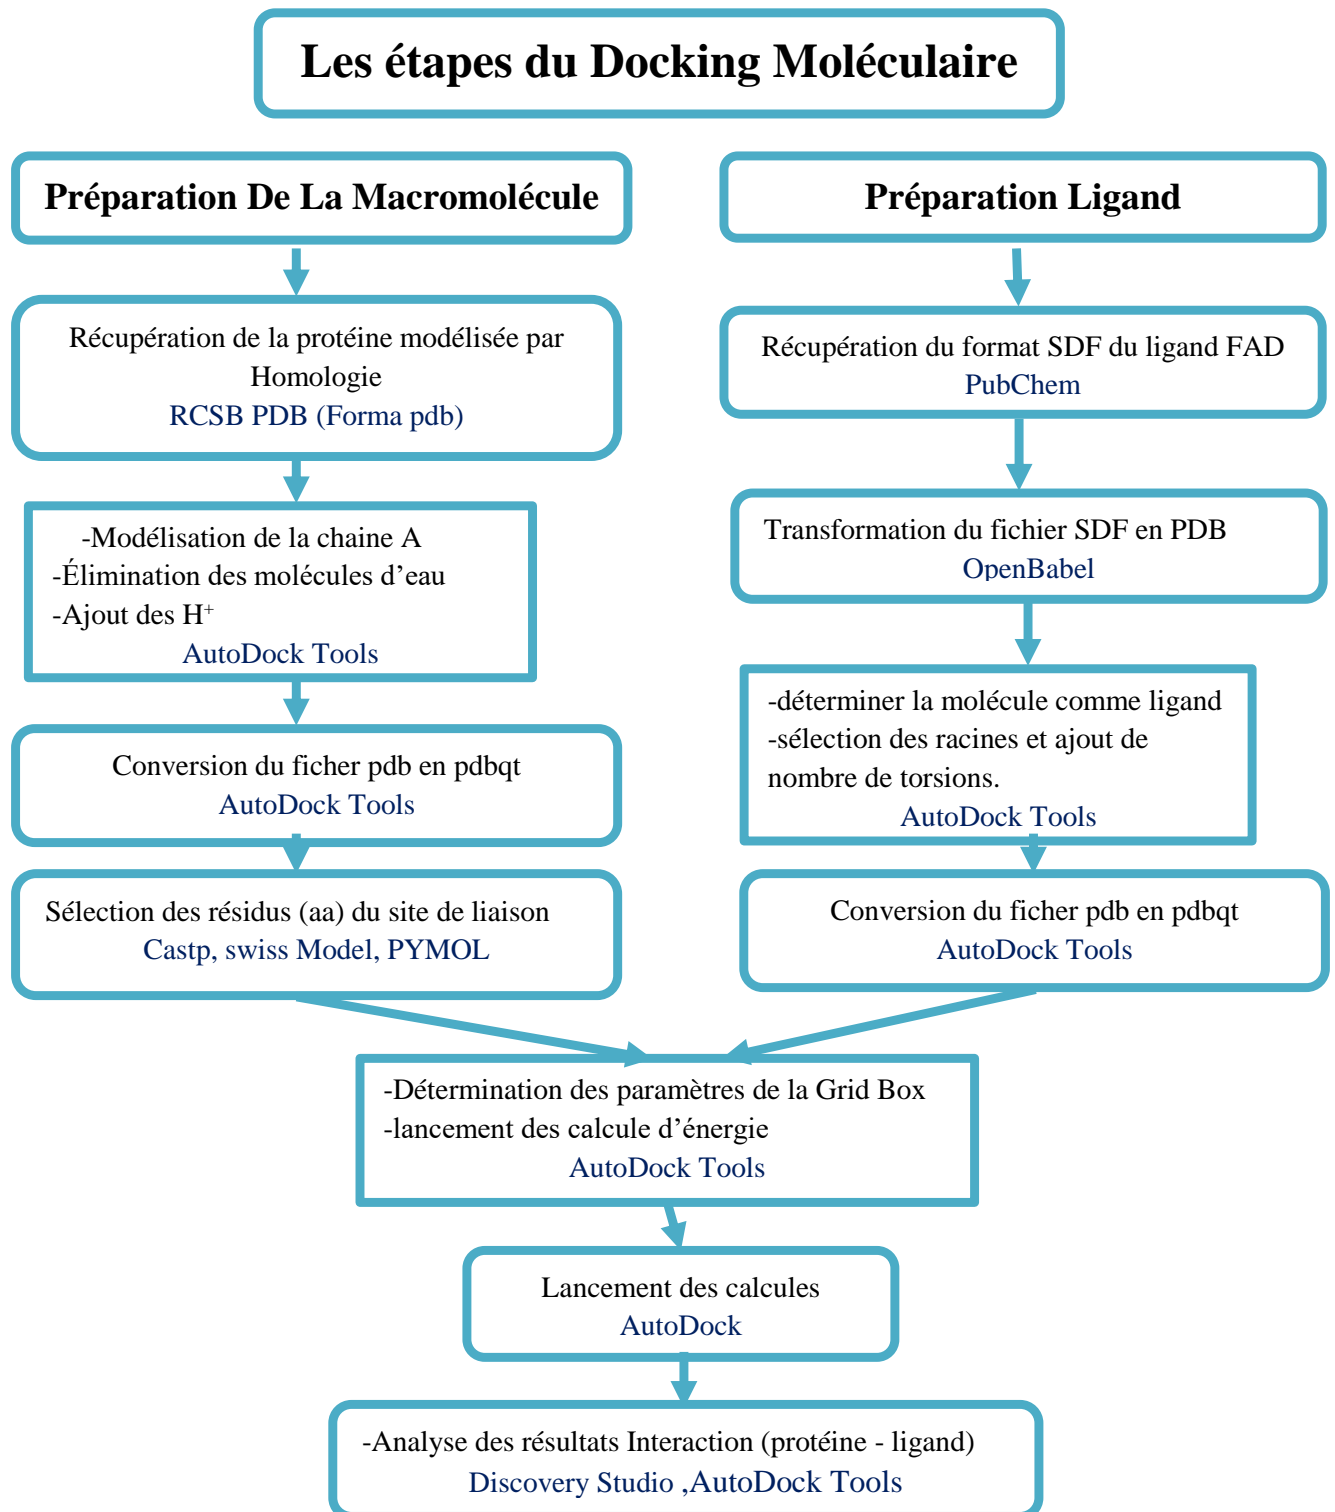 Les étapes du Docking Moléculaire
Préparation De La Macromolécule
Récupération de la protéine modélisée par
Homologie
RCSB PDB (Forma pdb)
-Modélisation de la chaine A
-Élimination des molécules d’eau
-Ajout des H⁺
AutoDock Tools
Conversion du ficher pdb en pdbqt
AutoDock Tools
Sélection des résidus (aa) du site de liaison
Castp, swiss Model, PYMOL
Préparation Ligand
Récupération du format SDF du ligand FAD
PubChem
Transformation du fichier SDF en PDB
OpenBabel
-déterminer la molécule comme ligand
-sélection des racines et ajout de
nombre de torsions.
AutoDock Tools
Conversion du ficher pdb en pdbqt
AutoDock Tools
-Détermination des paramètres de la Grid Box
-lancement des calcule d’énergie
AutoDock Tools
Lancement des calcules
AutoDock
-Analyse des résultats Interaction (protéine - ligand)
Discovery Studio ,AutoDock Tools